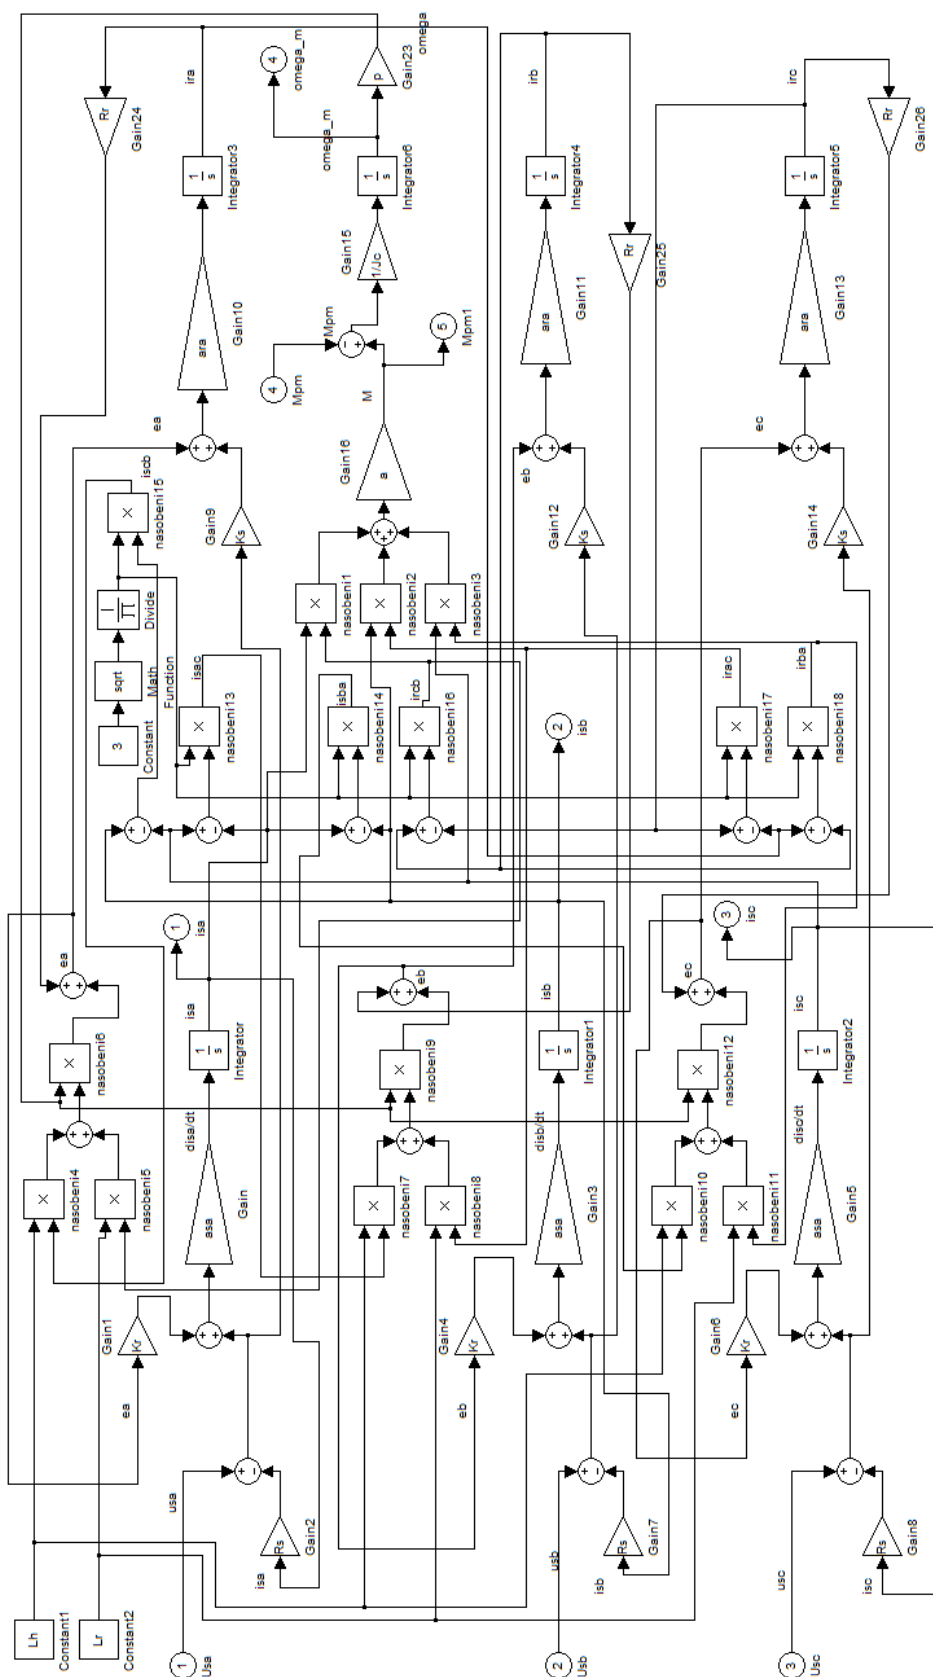 4
omega_m
Gain23
p
omega
ira
Rr
Gain24
omega_m
1
s
Integrator3
1
s
Integrator6
irb
1
s
Integrator4
irc
1
s
Integrator5
Rr
Gain26
Gain15
1/Jc
Rr
Gain25
ara
Gain10
Mpm
4
Mpm
- +
5
Mpm1
M
ara
Gain11
ara
Gain13
ea
+ +
iscb
nasobeni15
×
Gain16
a
eb
+ +
ec
+ +
Ks
Gain9
Ks
Gain12
Ks
Gain14
+ + +
Divide
×
nasobeni1
×
nasobeni2
×
nasobeni3
sqrt
Math
Function
3
Constant
isac
×
nasobeni13
isba
×
nasobeni14
ircb
×
nasobeni16
2
isb
irac
×
nasobeni17
irba
×
nasobeni18
+ -
+ -
+ -
+ -
+ -
+ -
1
isa
3
isc
ea
+ +
eb
+ +
ec
+ +
×
nasobeni6
isa
1
s
Integrator
×
nasobeni9
isb
1
s
Integrator1
×
nasobeni12
isc
1
s
Integrator2
+ +
disa/dt
+ +
disb/dt
+ +
disc/dt
×
nasobeni4
×
nasobeni5
asa
Gain
×
nasobeni7
×
nasobeni8
asa
Gain3
×
nasobeni10
×
nasobeni11
asa
Gain5
Gain1
Kr
+ +
Gain4
Kr
+ +
Gain6
Kr
+ +
ea
eb
ec
usa
+ -
usb
+ -
usc
+ -
isa
Rs
Gain2
isb
Rs
Gain7
isc
Rs
Gain8
Lh
Constant1
Lr
Constant2
1
Usa
2
Usb
3
Usc